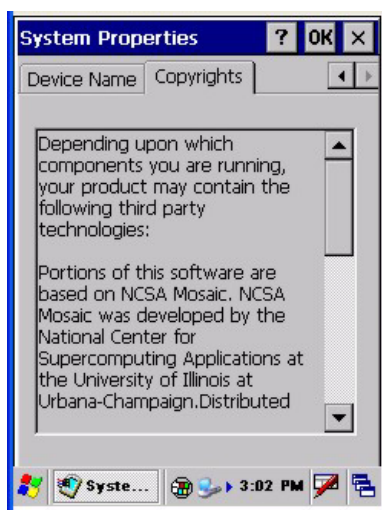 System Properties ? OK ×
Device Name Copyrights
Depending upon which
components you are running,
your product may contain the
following third party
technologies:
Portions of this software are
based on NCSA Mosaic. NCSA
Mosaic was developed by the
National Center for
Supercomputing Applications at
the University of Illinois at
Urbana-Champaign.Distributed
Syste... 3:02 PM